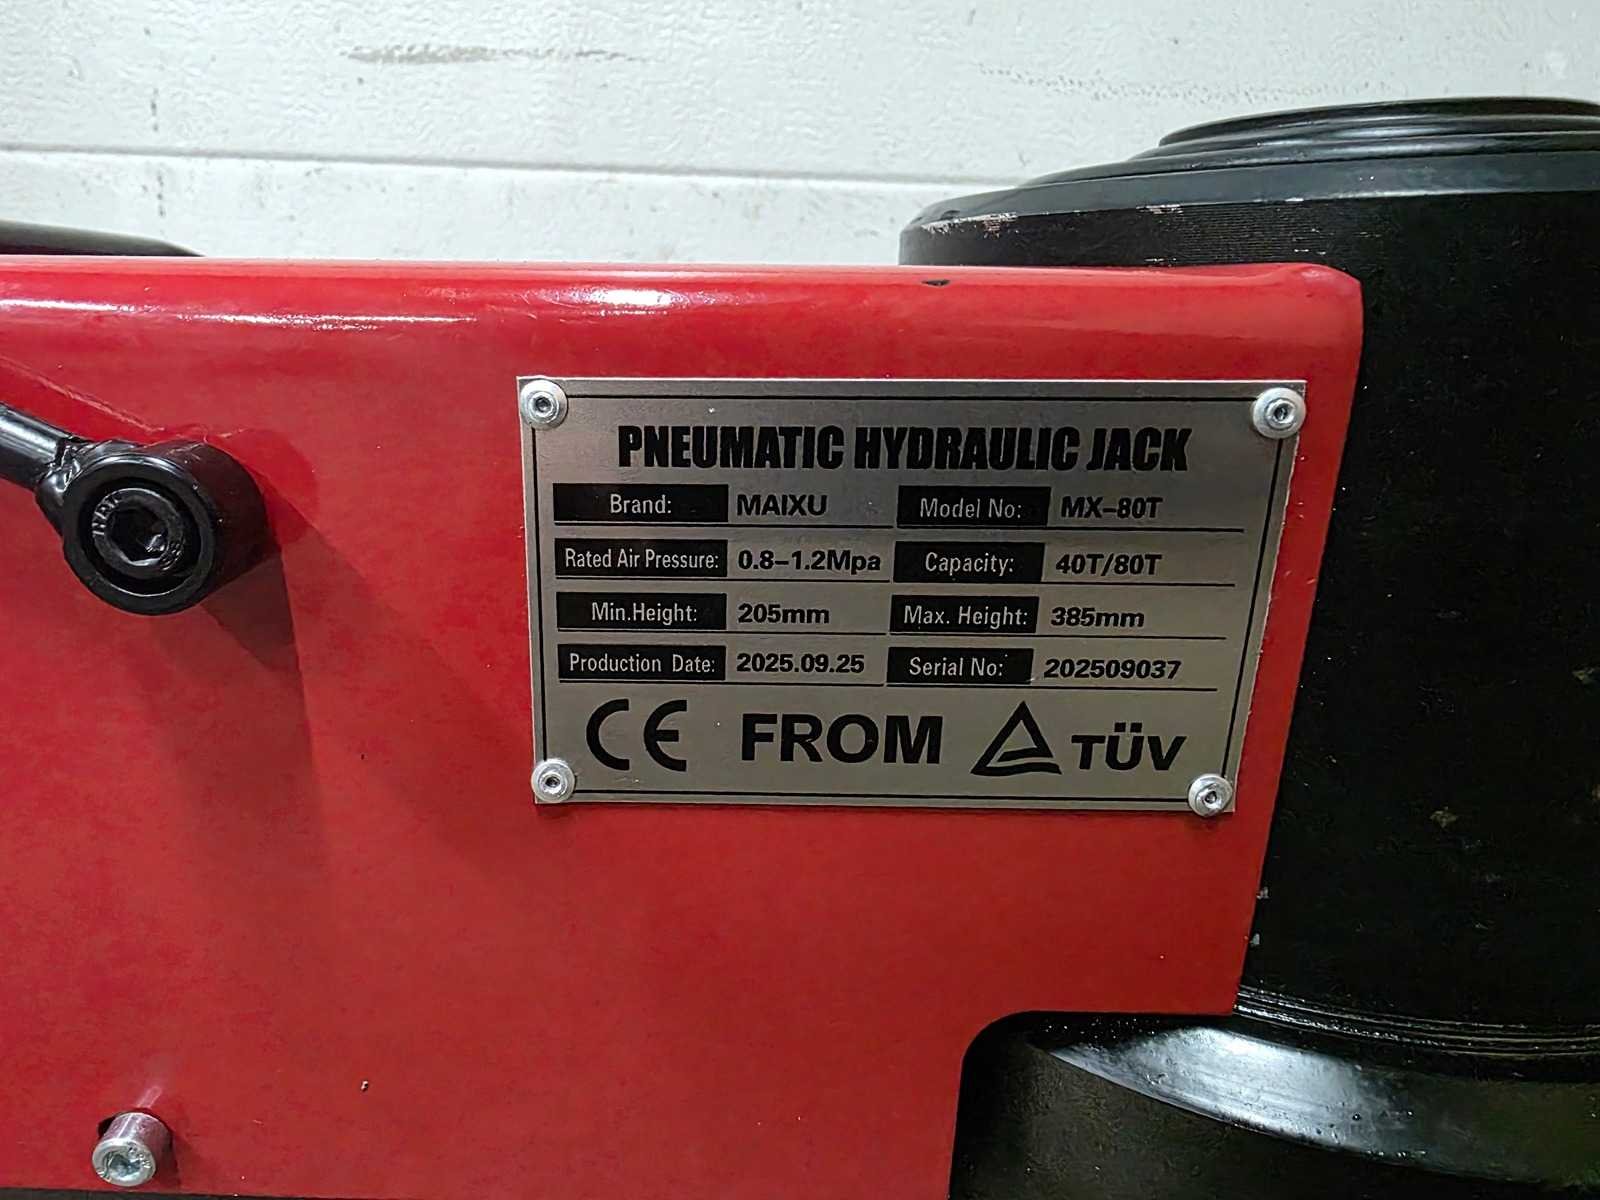 PNEUMATIC HYDRAULIC JACK
Brand: MAIXU Model No: MX-80T
Rated Air Pressure: 0.8-1.2Mpa Capacity: 40T/80T
Min.Height: 205mm Max. Height: 385mm
Production Date: 2025.09.25 Serial No: 202509037
CE FROM TÜV